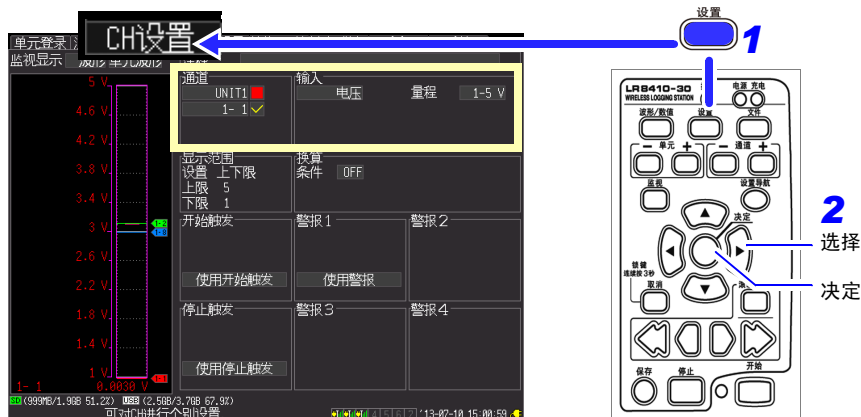 CH设置
设置
1
单元登录
监视显示 波形 单元波形
通道
UNIT1
1- 1
输入
电压 量程 1-5 V
5 V
4.6 V
4.2 V
3.8 V
3.4 V
3 V
2.6 V
2.2 V
1.8 V
1.4 V
1 V
1- 1 0.0030 V
显示范围
设置 上下限
上限 5
下限 1
换算
条件 OFF
开始触发
使用开始触发
警报1
使用警报
警报2
停止触发
使用停止触发
警报3
警报4
SD (999MB/1.9GB 51.2%) USB (2.5GB/3.7GB 67.9%)
可对CH进行个别设置
4 5 6 7 '13-07-10 15:00:59
LR8410-30
WIRELESS LOGGING STATION
电源 充电
波形/数值 设置 文件
− 单元 + − 通道 +
监视 设置导航
决定
锁键
连续按3秒
取消
保存 停止 开始
2
选择
决定